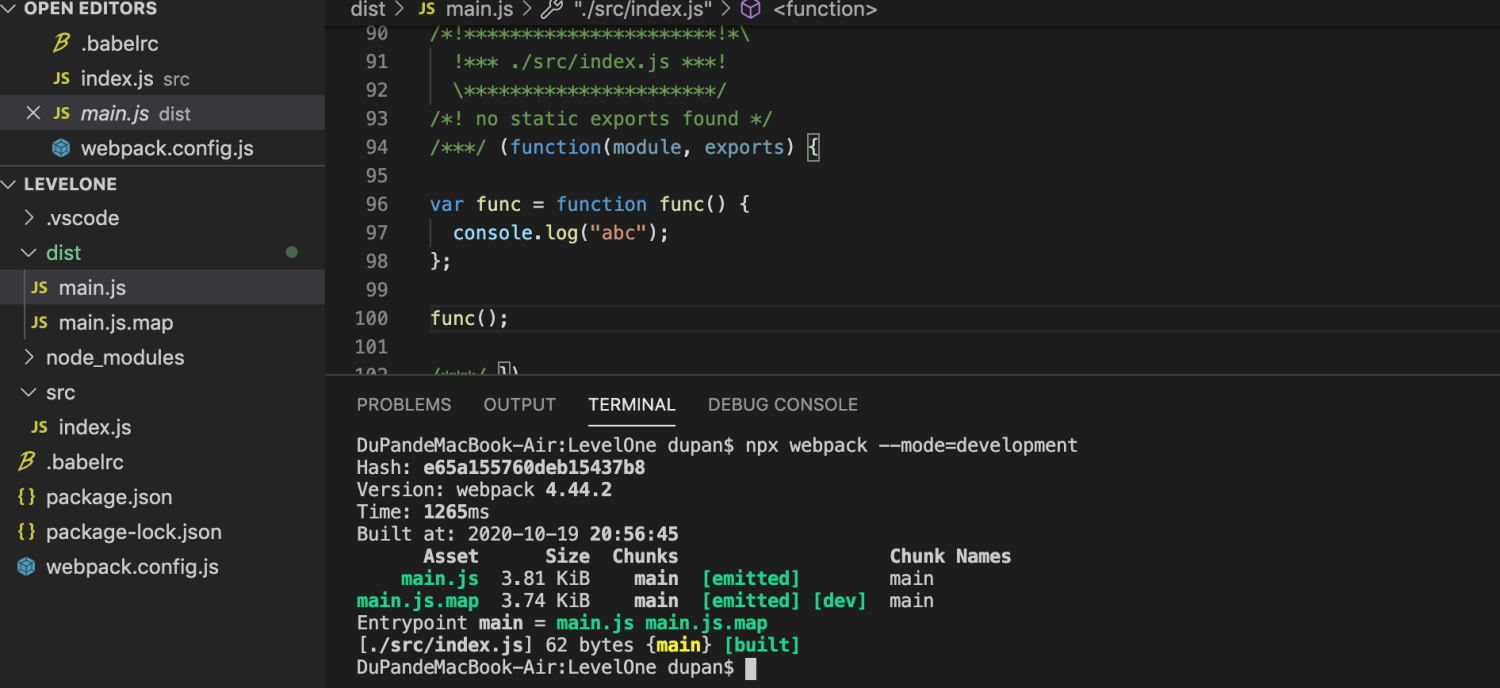 OPEN EDITORS
.babelrc
JS index.js src
JS main.js dist
webpack.config.js
LEVELONE
.vscode
dist
JS main.js
JS main.js.map
node_modules
src
JS index.js
.babelrc
{} package.json
{} package-lock.json
webpack.config.js
dist > JS main.js > "./src/index.js" > <function>
90 /*!**********************!*\
91   !*** ./src/index.js ***!
92   \**********************/
93 /*! no static exports found */
94 /***/ (function(module, exports) {
95
96 var func = function func() {
97   console.log("abc");
98 };
99
100 func();
101
102 /***/ })
PROBLEMS OUTPUT TERMINAL DEBUG CONSOLE
DuPandeMacBook-Air:LevelOne dupan$ npx webpack --mode=development
Hash: e65a155760deb15437b8
Version: webpack 4.44.2
Time: 1265ms
Built at: 2020-10-19 20:56:45
Asset Size Chunks Chunk Names
main.js 3.81 KiB main [emitted] main
main.js.map 3.74 KiB main [emitted] [dev] main
Entrypoint main = main.js main.js.map
[./src/index.js] 62 bytes {main} [built]
DuPandeMacBook-Air:LevelOne dupan$